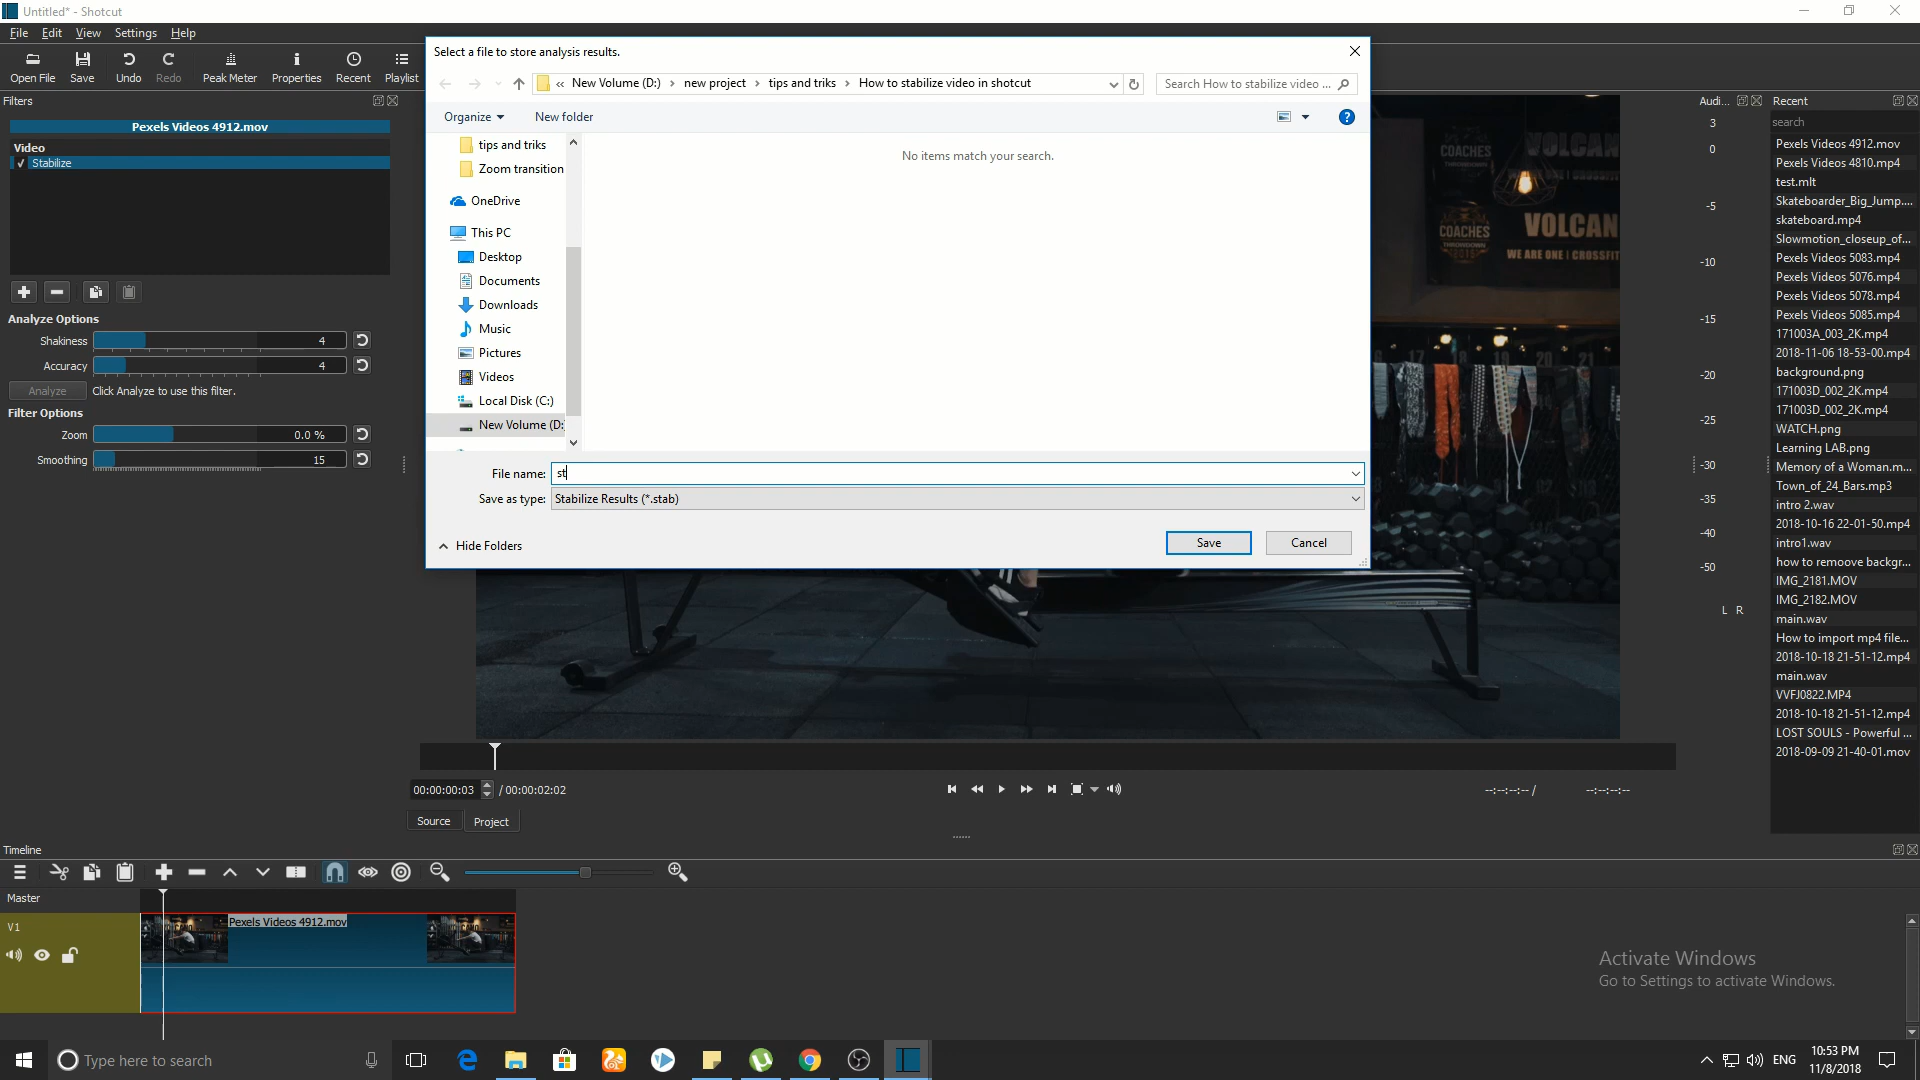 Untitled* - Shotcut
File Edit View Settings Help
Open File Save Undo Redo Peak Meter Properties Recent Playlist
Filters
Pexels Videos 4912.mov
Video
✓ Stabilize
Analyze Options
Shakiness 4
Accuracy 4
Analyze Click Analyze to use this filter.
Filter Options
Zoom 0.0 %
Smoothing 15
Select a file to store analysis results.
« New Volume (D:) › new project › tips and triks › How to stabilize video in shotcut
Search How to stabilize video ...
Organize New folder
tips and triks
Zoom transition
OneDrive
This PC
Desktop
Documents
Downloads
Music
Pictures
Videos
Local Disk (C:)
New Volume (D:
No items match your search.
File name: st
Save as type: Stabilize Results (*.stab)
Hide Folders
Save Cancel
COACHES
THROWDOWN
VOLCAN
COACHES
THROWDOWN
VOLCAN
WE ARE ONE | CROSSFIT
16 17 18 19 20 21
Audi...
3
0
-5
-10
-15
-20
-25
-30
-35
-40
-50
L R
Recent
search
Pexels Videos 4912.mov
Pexels Videos 4810.mp4
test.mlt
Skateboarder_Big_Jump....
skateboard.mp4
Slowmotion_closeup_of...
Pexels Videos 5083.mp4
Pexels Videos 5076.mp4
Pexels Videos 5078.mp4
Pexels Videos 5085.mp4
171003A_003_2K.mp4
2018-11-06 18-53-00.mp4
background.png
171003D_002_2K.mp4
171003D_002_2K.mp4
WATCH.png
Learning LAB.png
Memory of a Woman.m...
Town_of_24_Bars.mp3
intro 2.wav
2018-10-16 22-01-50.mp4
intro1.wav
how to remoove backgr...
IMG_2181.MOV
IMG_2182.MOV
main.wav
How to import mp4 file...
2018-10-18 21-51-12.mp4
main.wav
VVFJ0822.MP4
2018-10-18 21-51-12.mp4
LOST SOULS - Powerful ...
2018-09-09 21-40-01.mov
00:00:00:03 / 00:00:02:02
--:--:--:-- / --:--:--:--
Source Project
Timeline
Master
V1
Pexels Videos 4912.mov
Activate Windows
Go to Settings to activate Windows.
Type here to search
ENG
10:53 PM
11/8/2018